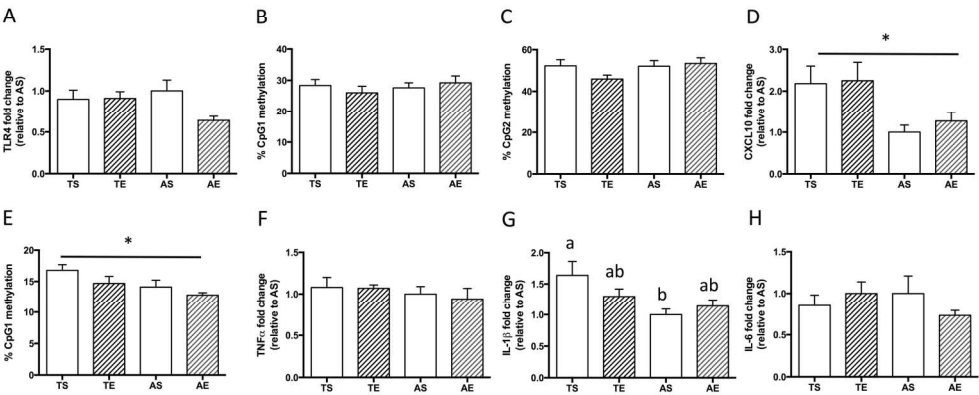 A
TLR4 fold change
(relative to AS)
1.5
1.0
0.5
0.0
TS TE AS AE
B
% CpG1 methylation
50
40
30
20
10
0
TS TE AS AE
C
% CpG2 methylation
60
40
20
0
TS TE AS AE
D
CXCL10 fold change
(relative to AS)
3.0
2.0
1.0
0.0
*
TS TE AS AE
E
% CpG1 methylation
20
15
10
5
0
*
TS TE AS AE
F
TNFα fold change
(relative to AS)
1.5
1.0
0.5
0.0
TS TE AS AE
G
IL-1β fold change
(relative to AS)
2.0
1.5
1.0
0.5
0.0
a
ab
b
ab
TS TE AS AE
H
IL-6 fold change
(relative to AS)
1.5
1.0
0.5
0.0
TS TE AS AE